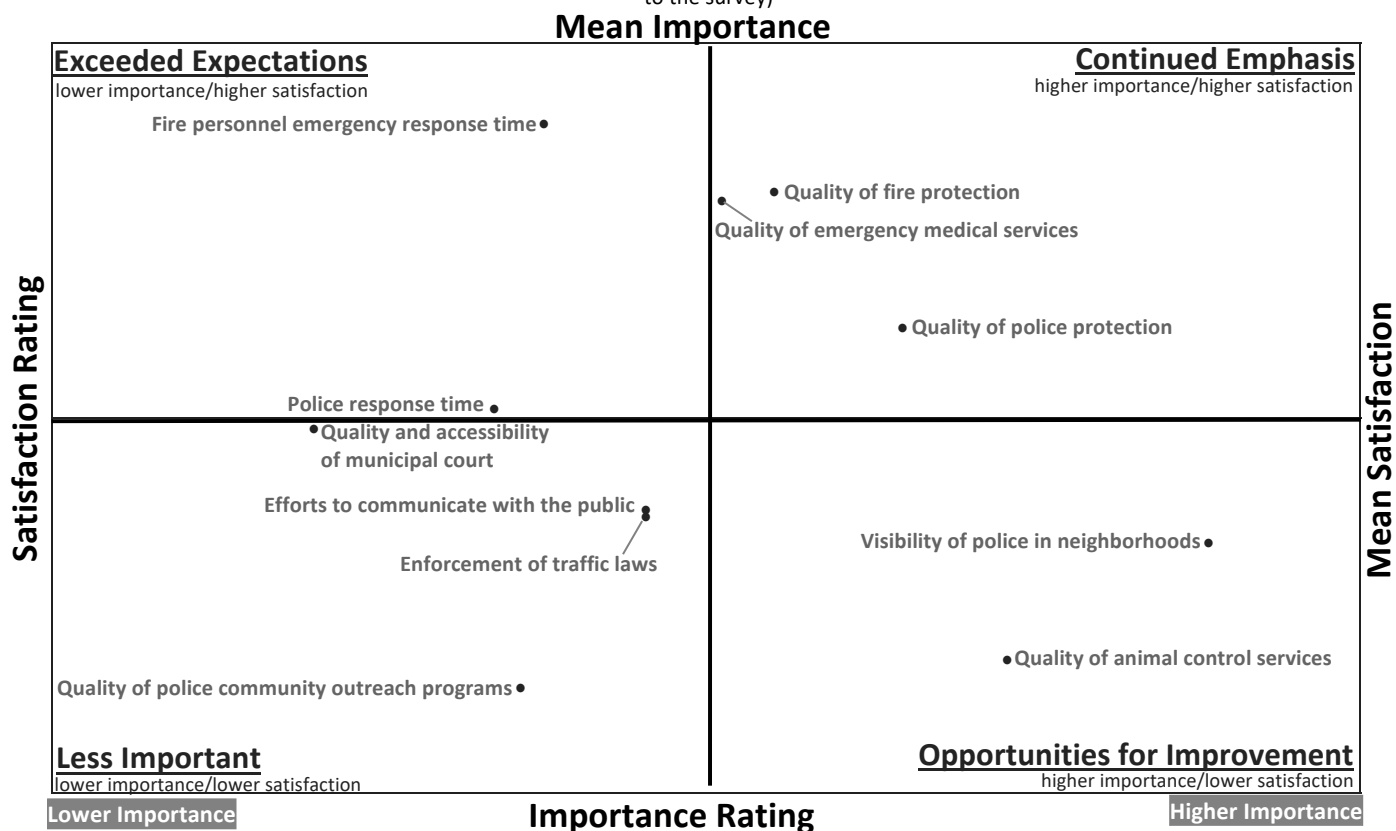 to the survey)
Mean Importance
Exceeded Expectations
lower importance/higher satisfaction
Continued Emphasis
higher importance/higher satisfaction
Fire personnel emergency response time
Quality of fire protection
Quality of emergency medical services
Quality of police protection
Satisfaction Rating
Mean Satisfaction
Police response time
Quality and accessibility
of municipal court
Efforts to communicate with the public
Enforcement of traffic laws
Visibility of police in neighborhoods
Quality of animal control services
Quality of police community outreach programs
Less Important
lower importance/lower satisfaction
Opportunities for Improvement
higher importance/lower satisfaction
Lower Importance
Importance Rating
Higher Importance